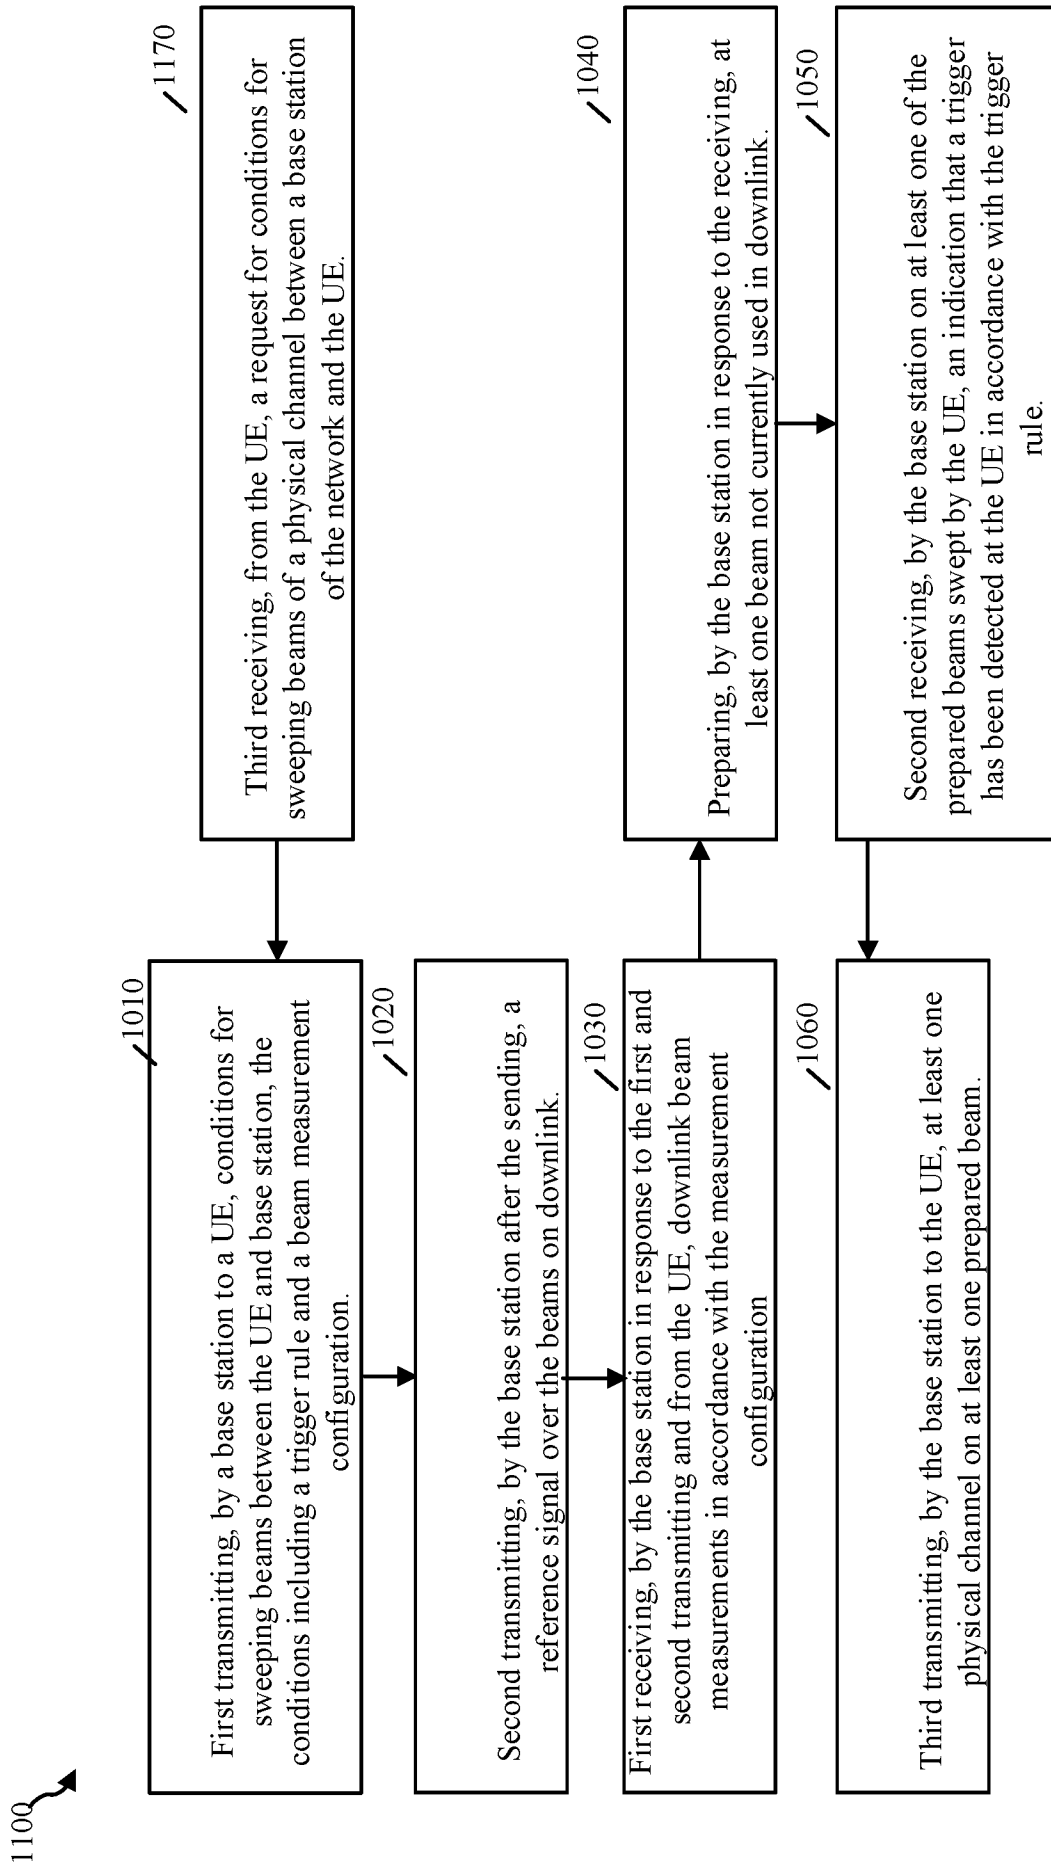 1100
1170
Third receiving, from the UE, a request for conditions for
sweeping beams of a physical channel between a base station
of the network and the UE.
1010
First transmitting, by a base station to a UE, conditions for
sweeping beams between the UE and base station, the
conditions including a trigger rule and a beam measurement
configuration.
1020
Second transmitting, by the base station after the sending, a
reference signal over the beams on downlink.
1030
First receiving, by the base station in response to the first and
second transmitting and from the UE, downlink beam
measurements in accordance with the measurement
configuration
1040
Preparing, by the base station in response to the receiving, at
least one beam not currently used in downlink.
1050
Second receiving, by the base station on at least one of the
prepared beams swept by the UE, an indication that a trigger
has been detected at the UE in accordance with the trigger
rule.
1060
Third transmitting, by the base station to the UE, at least one
physical channel on at least one prepared beam.